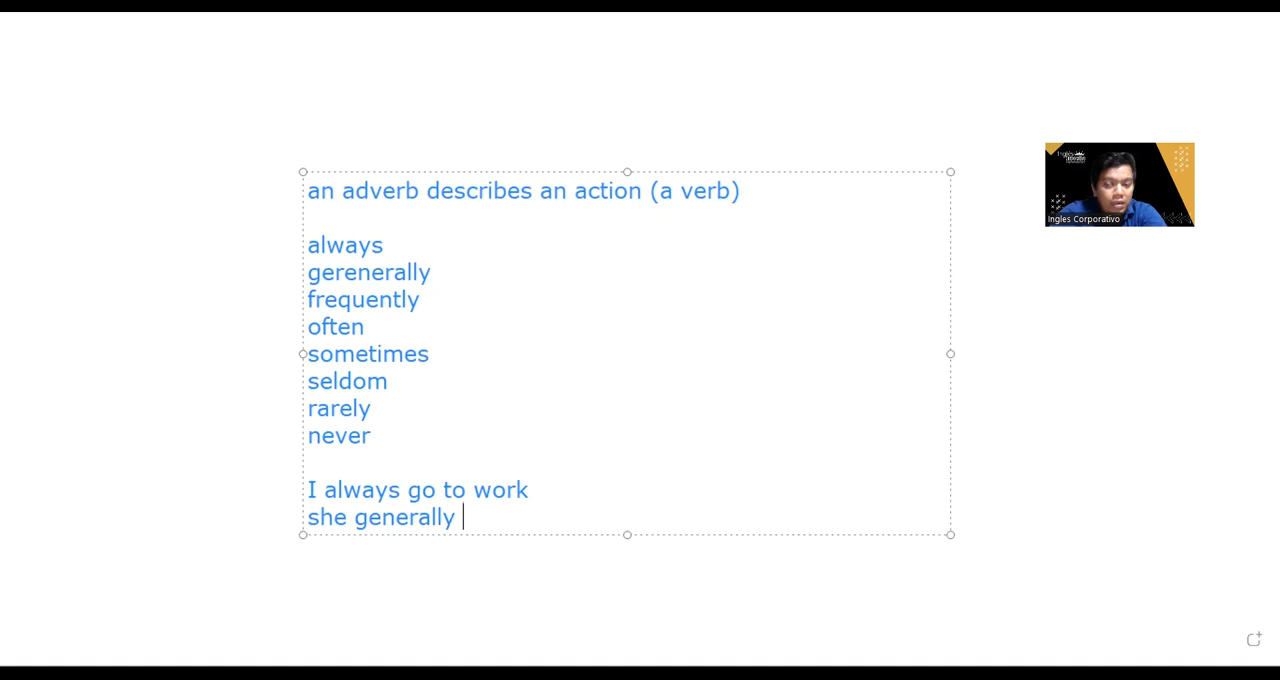 an adverb describes an action (a verb)
always
gerenerally
frequently
often
sometimes
seldom
rarely
never
I always go to work
she generally
Ingles Corporativo